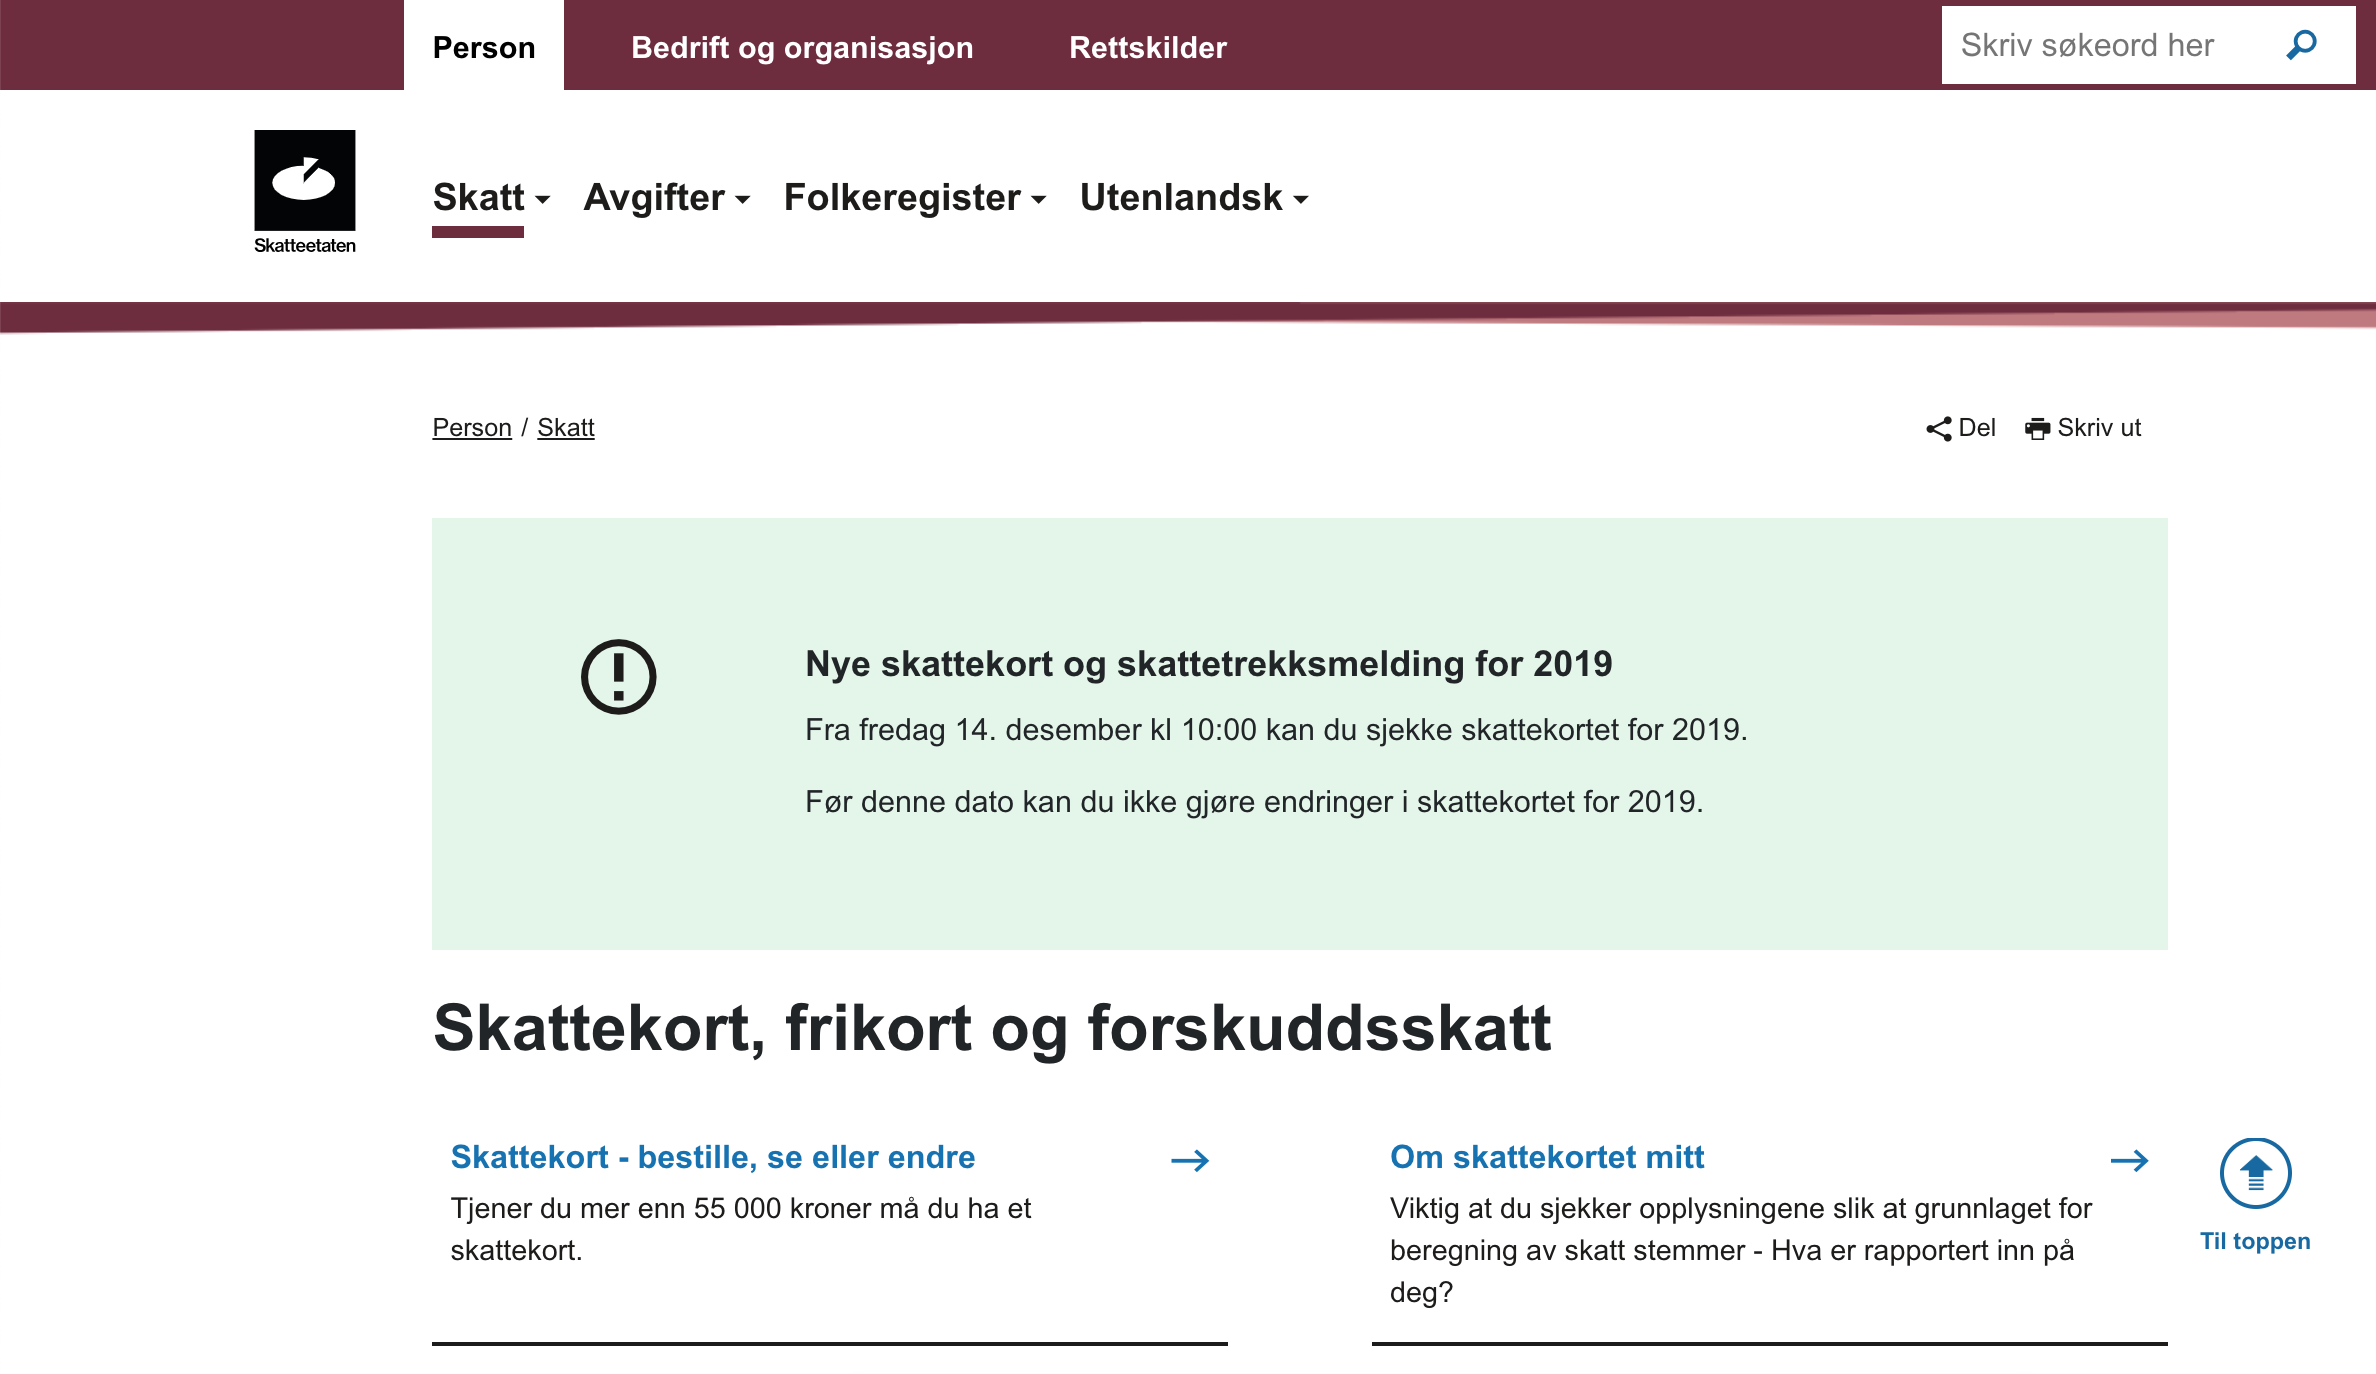 Person
Bedrift og organisasjon
Rettskilder
Skriv søkeord her
Skatteetaten
Skatt
Avgifter
Folkeregister
Utenlandsk
Person / Skatt
Del
Skriv ut
Nye skattekort og skattetrekksmelding for 2019
Fra fredag 14. desember kl 10:00 kan du sjekke skattekortet for 2019.
Før denne dato kan du ikke gjøre endringer i skattekortet for 2019.
Skattekort, frikort og forskuddsskatt
Skattekort - bestille, se eller endre
Tjener du mer enn 55 000 kroner må du ha et
skattekort.
Om skattekortet mitt
Viktig at du sjekker opplysningene slik at grunnlaget for
beregning av skatt stemmer - Hva er rapportert inn på
deg?
Til toppen